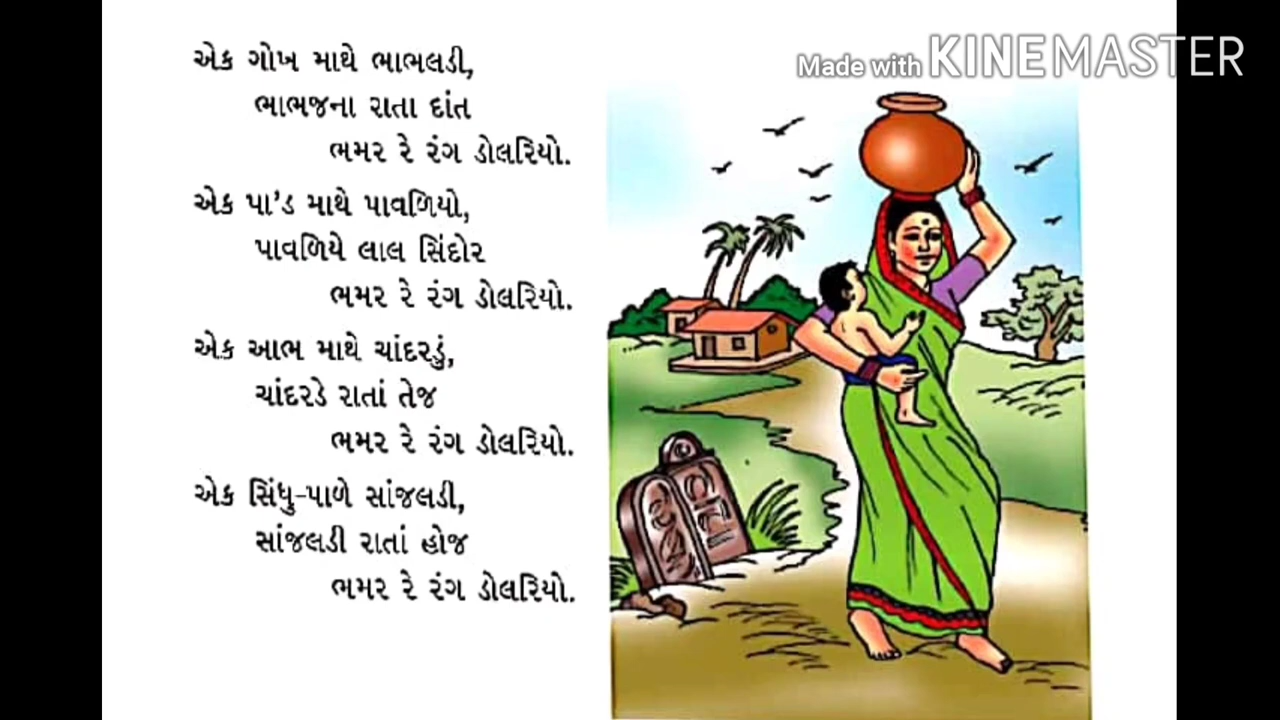 એક ગોખ માથે ભાભલડી,
ભાભજના રાતા દાંત
ભમર રે રંગ ડોલરિયો.
એક પા'ડ માથે પાવળિયો,
પાવળિયે લાલ સિંદોર
ભમર રે રંગ ડોલરિયો.
એક આભ માથે ચાંદરડું,
ચાંદરડે રાતાં તેજ
ભમર રે રંગ ડોલરિયો.
એક સિંધુ-પાળે સાંજલડી,
સાંજલડી રાતાં હોજ
ભમર રે રંગ ડોલરિયો.
Made with KINEMASTER